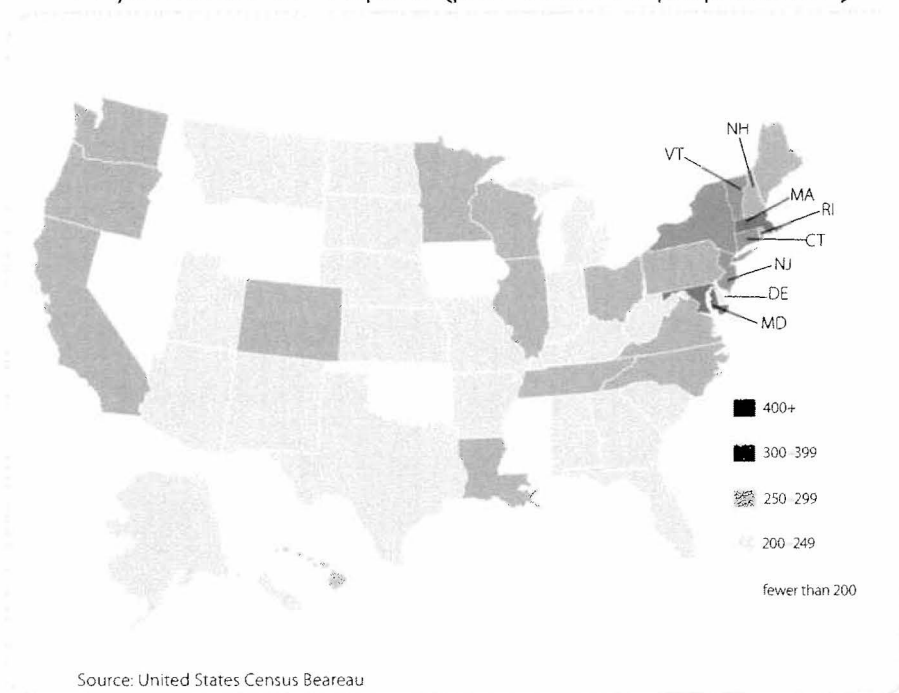 NH
VT
MA
RI
CT
NJ
DE
MD
400+
300-399
250-299
200-249
fewer than 200
Source: United States Census Beareau